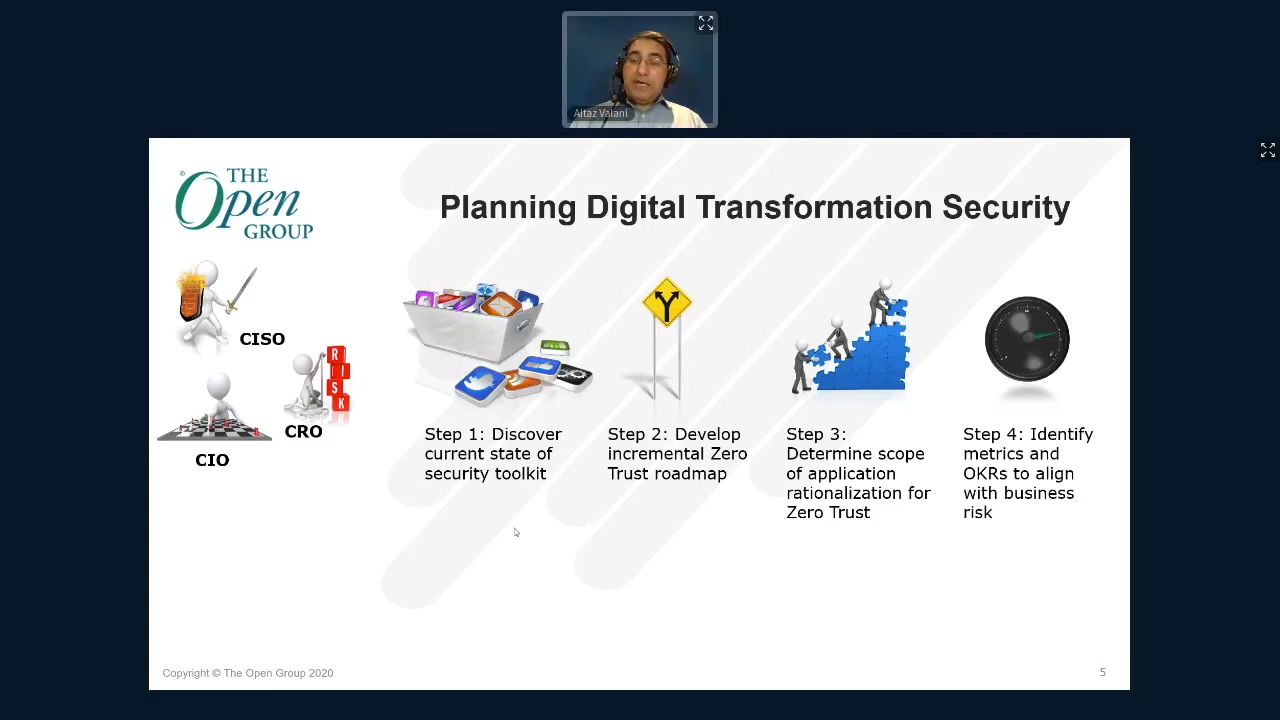 Altaz Valani
THE
Open
GROUP
Planning Digital Transformation Security
CISO
R
I
S
K
CRO
CIO
Step 1: Discover
current state of
security toolkit
Step 2: Develop
incremental Zero
Trust roadmap
Step 3:
Determine scope
of application
rationalization for
Zero Trust
Step 4: Identify
metrics and
OKRs to align
with business
risk
Copyright © The Open Group 2020
5